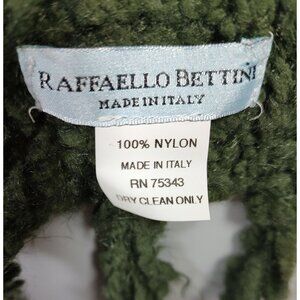 RAFFAELLO BETTINI
MADE IN ITALY
100% NYLON
MADE IN ITALY
RN 75343
DRY CLEAN ONLY